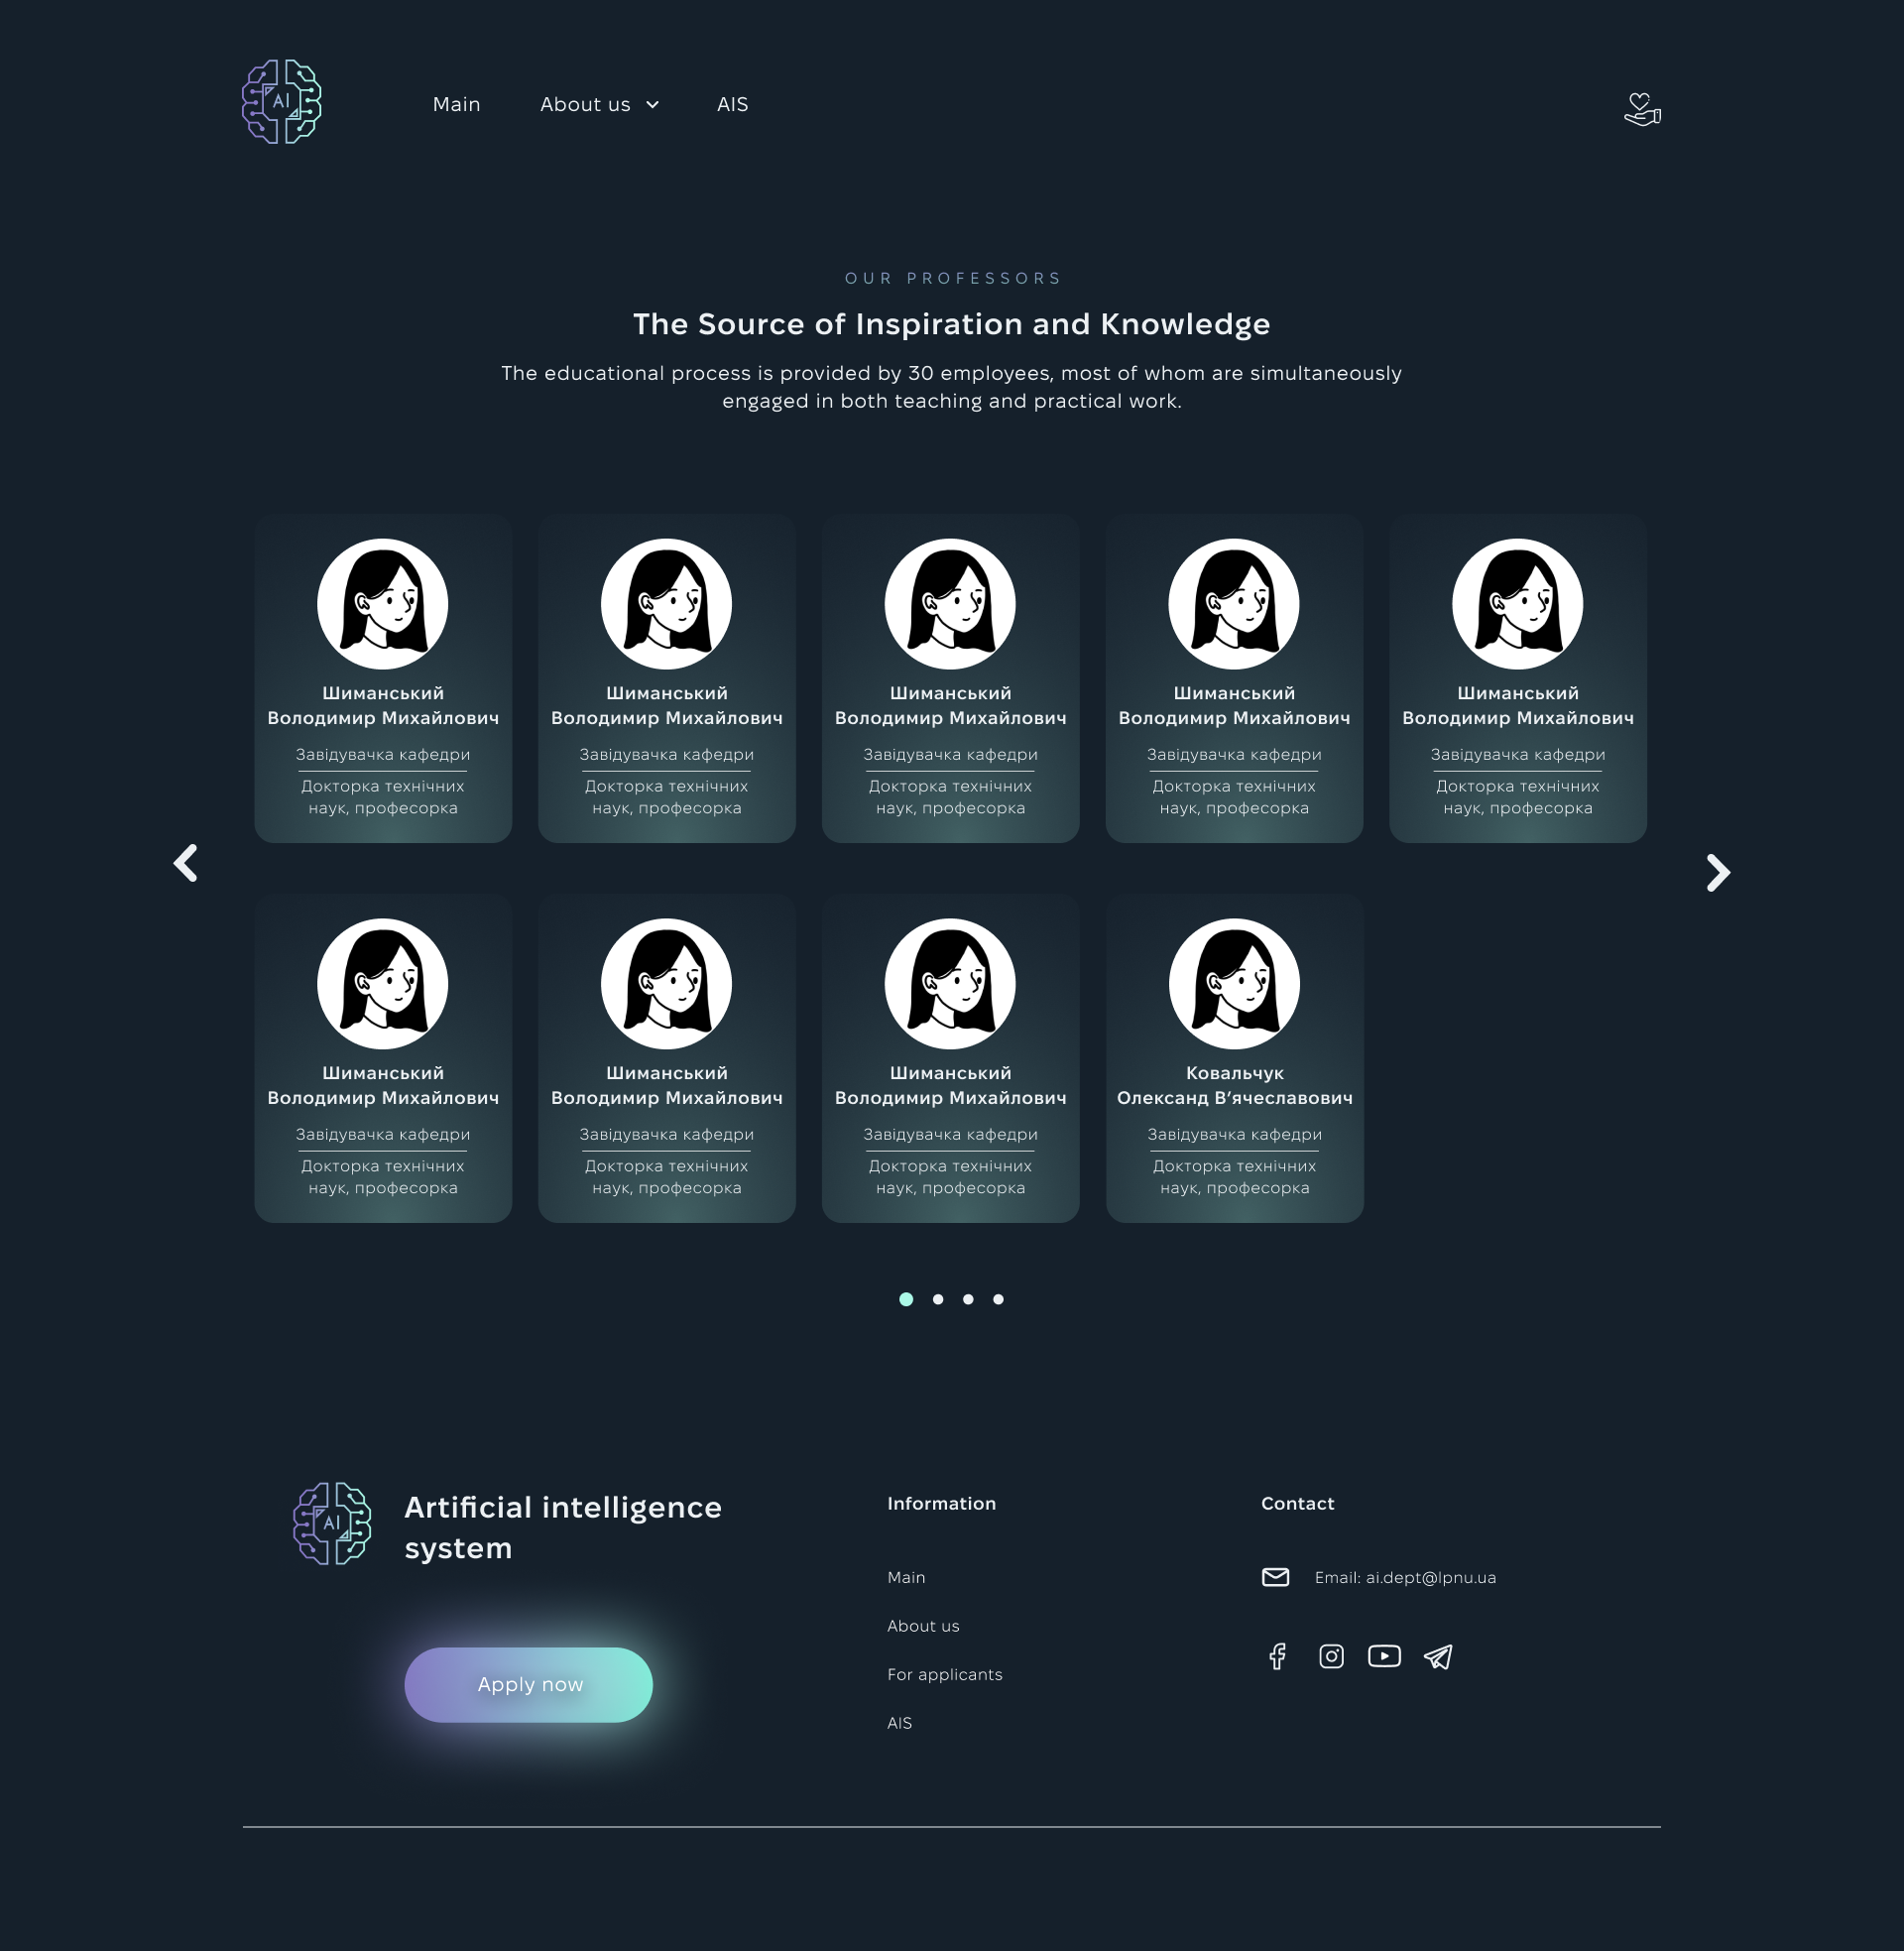 AI
Main
About us
AIS
OUR PROFESSORS
The Source of Inspiration and Knowledge
The educational process is provided by 30 employees, most of whom are simultaneously
engaged in both teaching and practical work.
Шиманський
Володимир Михайлович
Завідувачка кафедри
Докторка технічних
наук, професорка
Шиманський
Володимир Михайлович
Завідувачка кафедри
Докторка технічних
наук, професорка
Шиманський
Володимир Михайлович
Завідувачка кафедри
Докторка технічних
наук, професорка
Шиманський
Володимир Михайлович
Завідувачка кафедри
Докторка технічних
наук, професорка
Шиманський
Володимир Михайлович
Завідувачка кафедри
Докторка технічних
наук, професорка
Шиманський
Володимир Михайлович
Завідувачка кафедри
Докторка технічних
наук, професорка
Шиманський
Володимир Михайлович
Завідувачка кафедри
Докторка технічних
наук, професорка
Шиманський
Володимир Михайлович
Завідувачка кафедри
Докторка технічних
наук, професорка
Ковальчук
Олександ В’ячеславович
Завідувачка кафедри
Докторка технічних
наук, професорка
AI
Artificial intelligence
system
Apply now
Information
Main
About us
For applicants
AIS
Contact
Email: ai.dept@lpnu.ua